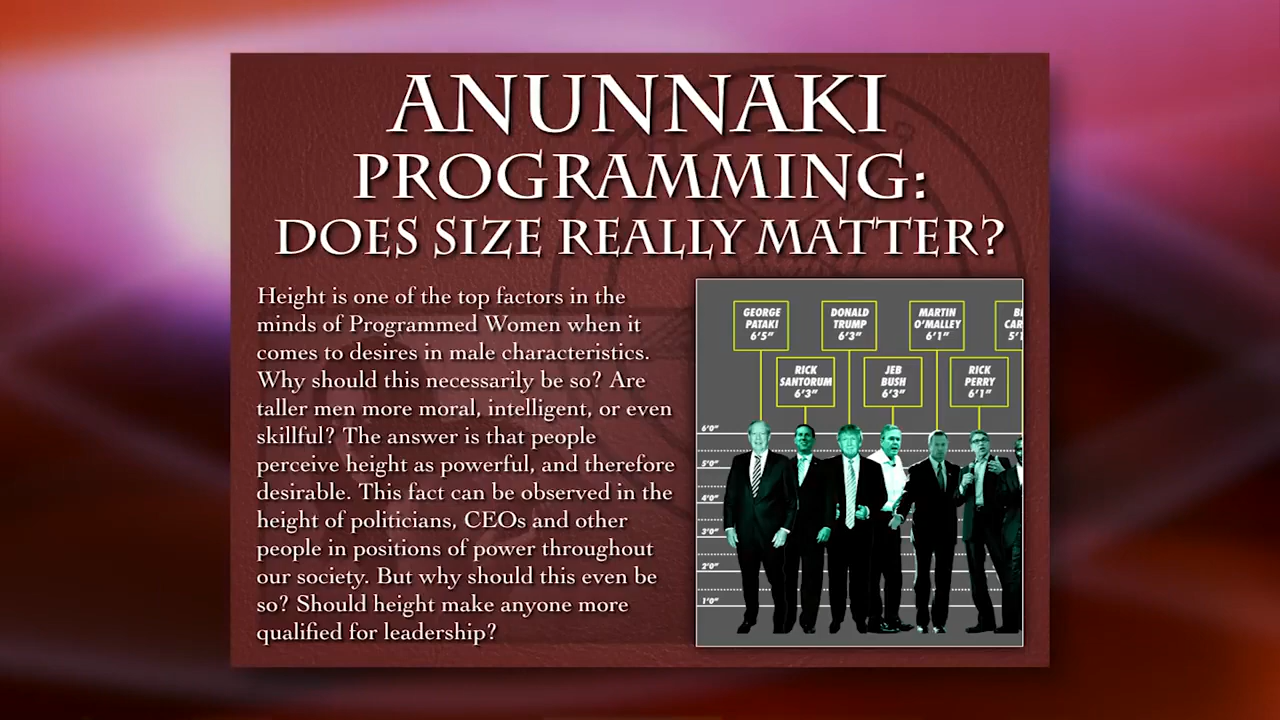 ANUNNAKI
PROGRAMMING:
DOES SIZE REALLY MATTER?
Height is one of the top factors in the
minds of Programmed Women when it
comes to desires in male characteristics.
Why should this necessarily be so? Are
taller men more moral, intelligent, or even
skillful? The answer is that people
perceive height as powerful, and therefore
desirable. This fact can be observed in the
height of politicians, CEOs and other
people in positions of power throughout
our society. But why should this even be
so? Should height make anyone more
qualified for leadership?
GEORGE
PATAKI
6'5"
DONALD
TRUMP
6'3"
MARTIN
O'MALLEY
6'1"
RICK
SANTORUM
6'3"
JEB
BUSH
6'3"
RICK
PERRY
6'1"
6'0"
5'0"
4'0"
3'0"
2'0"
1'0"